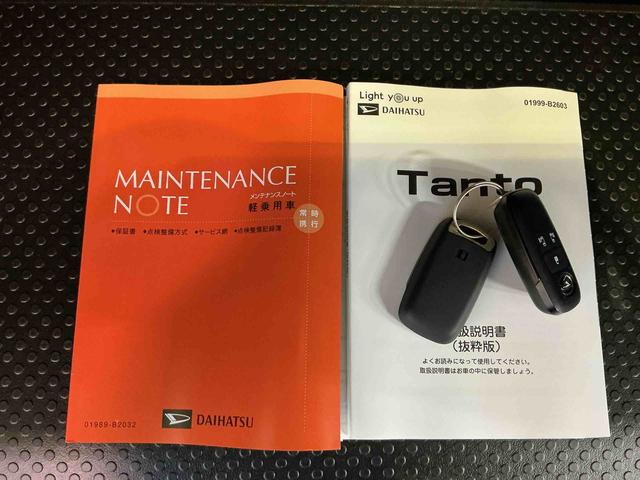 MAINTENANCE
NOTE
メンテナンスノート
軽乗用車
常時
携行
●保証書 ●点検整備方式 ●サービス網 ●点検整備記録簿
01989-B2032
DAIHATSU
Light you up
DAIHATSU
01999-B2603
Tanto
扱説明書
(抜粋版)
よくお読みになって使用してください。
取扱説明書はお車の中に保管しましょう。